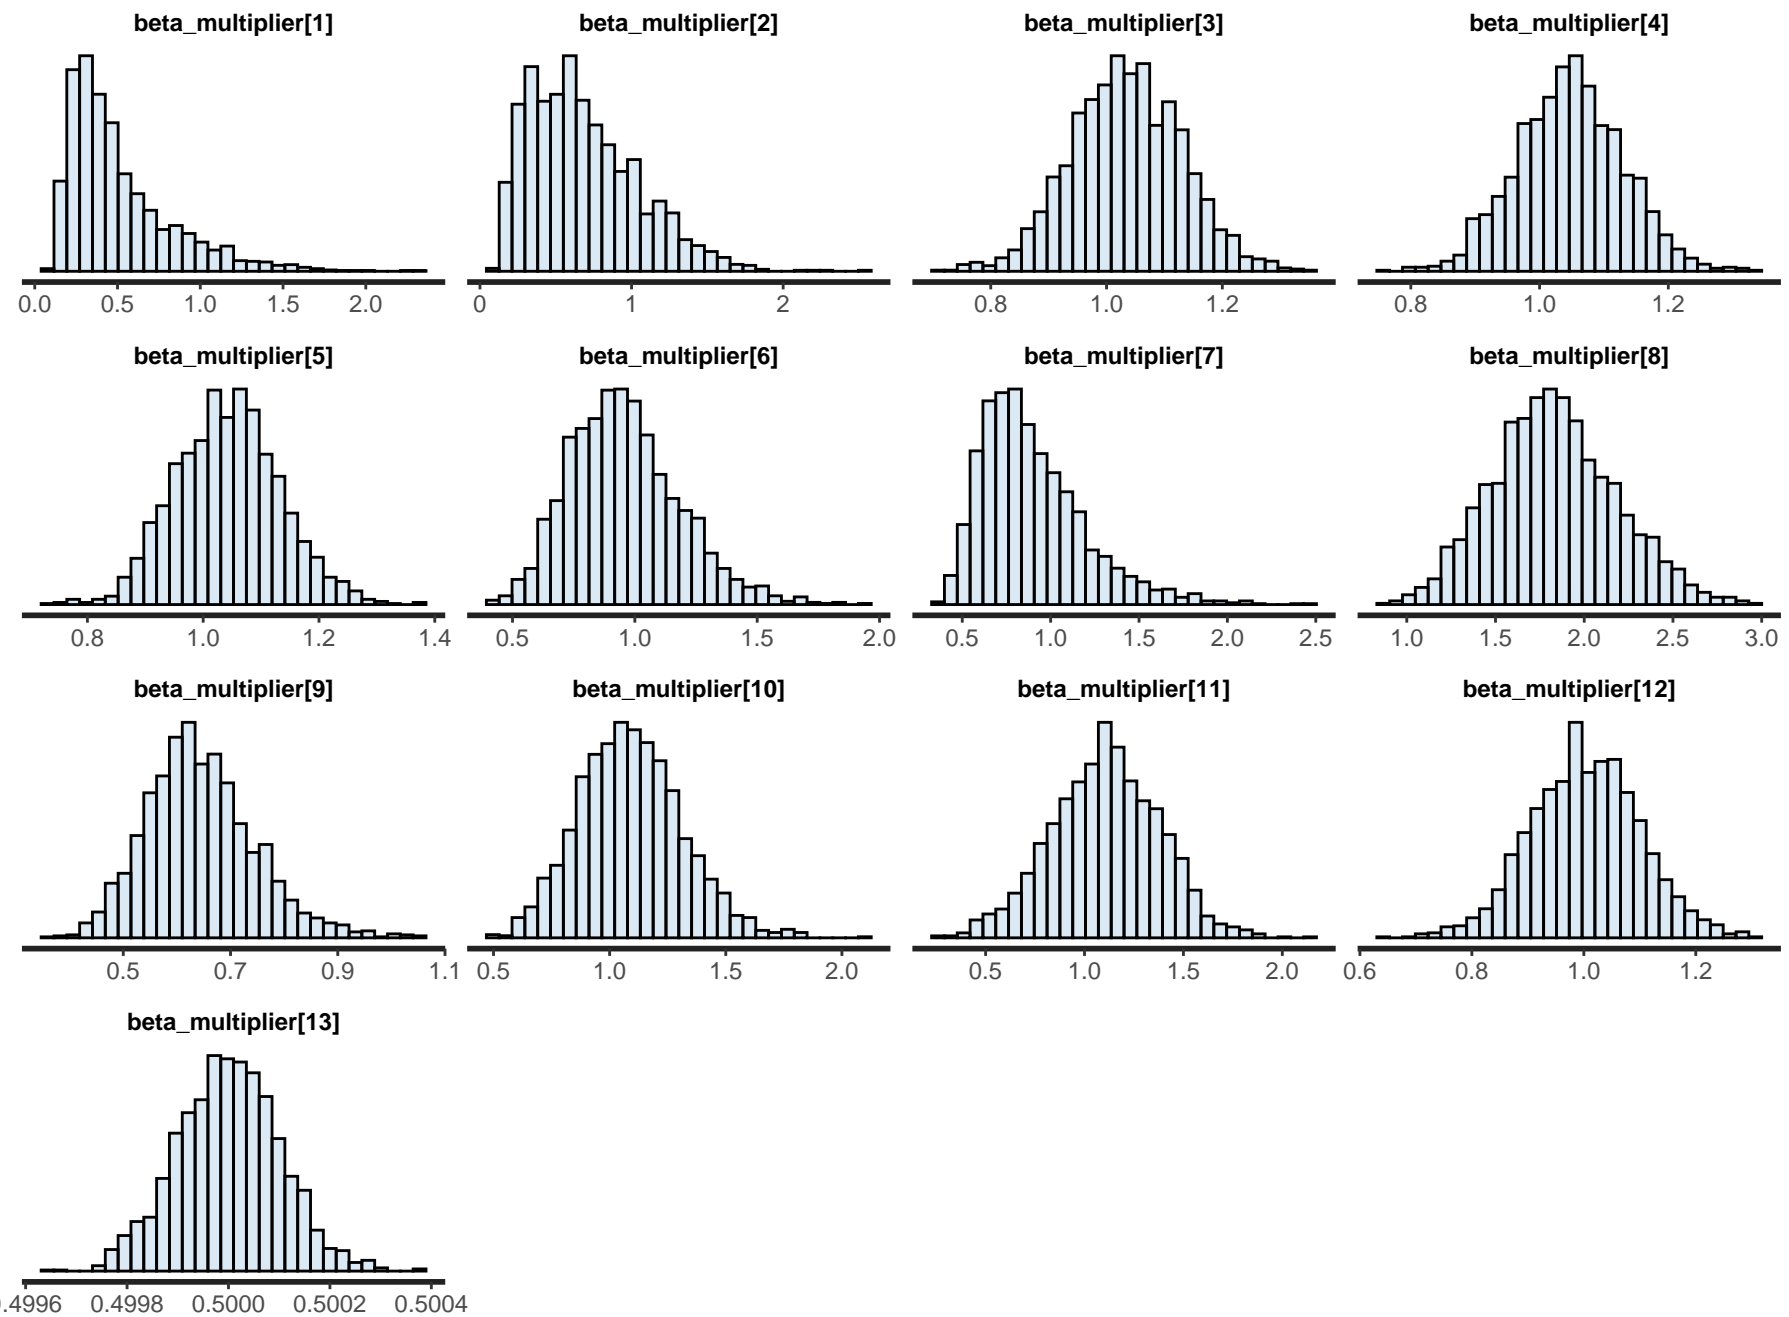 beta_multiplier[1] beta_multiplier[2] beta_multiplier[3] beta_multiplier[4]
0.0 0.5 1.0 1.5 2.0 0 1 2 0.8 1.0 1.2 0.8 1.0 1.2
beta_multiplier[5] beta_multiplier[6] beta_multiplier[7] beta_multiplier[8]
0.8 1.0 1.2 1.4 0.5 1.0 1.5 2.0 0.5 1.0 1.5 2.0 2.5 1.0 1.5 2.0 2.5 3.0
beta_multiplier[9] beta_multiplier[10] beta_multiplier[11] beta_multiplier[12]
0.5 0.7 0.9 1.1 0.5 1.0 1.5 2.0 0.5 1.0 1.5 2.0 0.6 0.8 1.0 1.2
beta_multiplier[13]
.4996 0.4998 0.5000 0.5002 0.5004